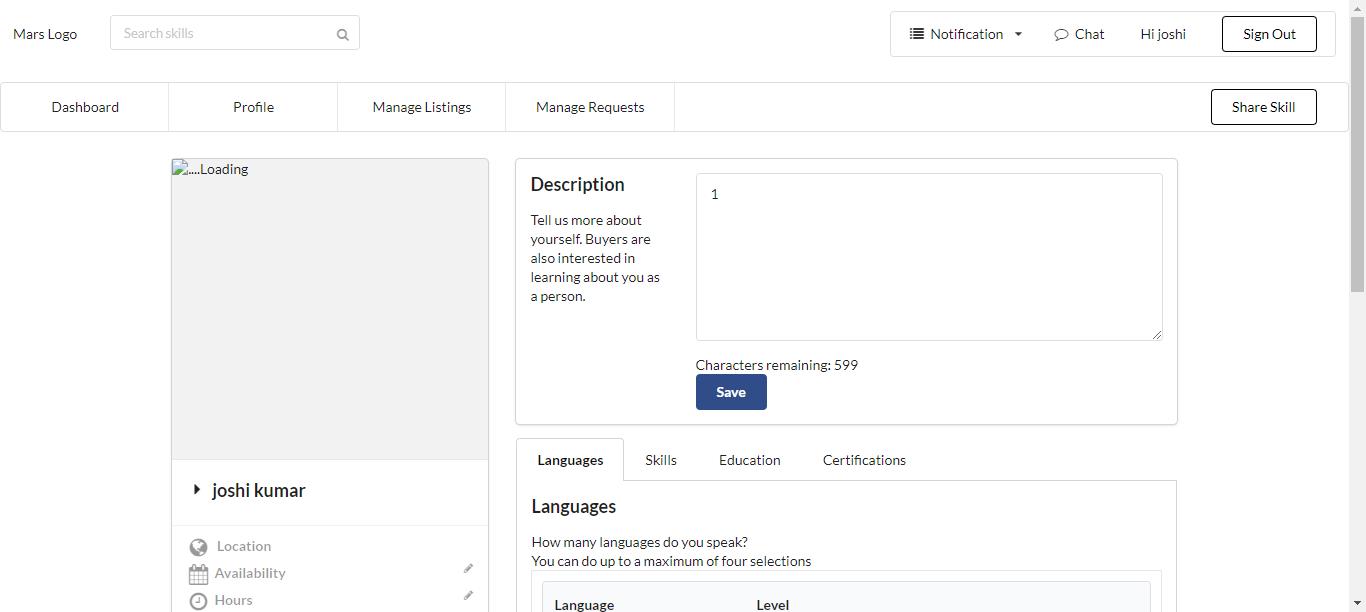 Mars Logo
Search skills
Notification
Chat
Hi joshi
Sign Out
Dashboard
Profile
Manage Listings
Manage Requests
Share Skill
....Loading
joshi kumar
Location
Availability
Hours
Description
Tell us more about
yourself. Buyers are
also interested in
learning about you as
a person.
1
Characters remaining: 599
Save
Languages
Skills
Education
Certifications
Languages
How many languages do you speak?
You can do up to a maximum of four selections
Language
Level